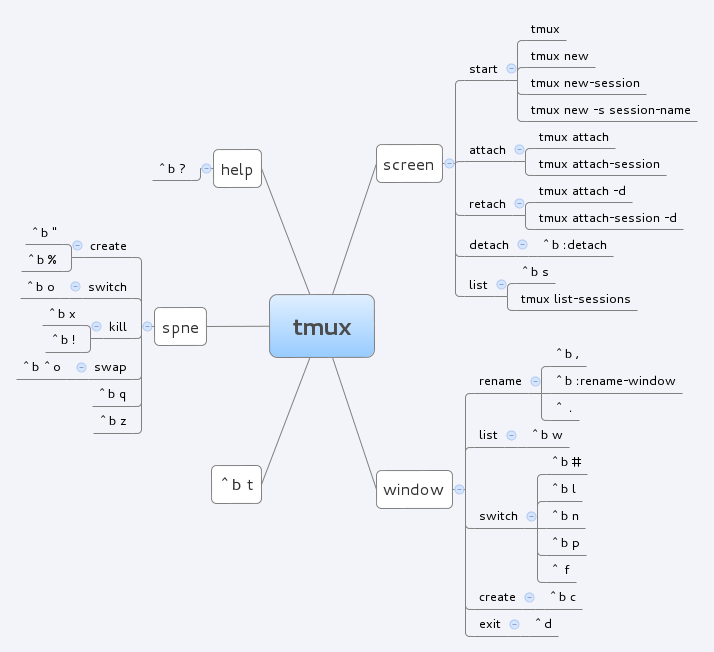 tmux
screen
start
tmux
tmux new
tmux new-session
tmux new -s session-name
attach
tmux attach
tmux attach-session
retach
tmux attach -d
tmux attach-session -d
detach
^b :detach
list
^b s
tmux list-sessions
window
rename
^b ,
^b :rename-window
^ .
list
^b w
switch
^b #
^b l
^b n
^b p
^ f
create
^b c
exit
^d
help
^b ?
spne
create
^b "
^b %
switch
^b o
kill
^b x
^b !
swap
^b ^o
^b q
^b z
^b t